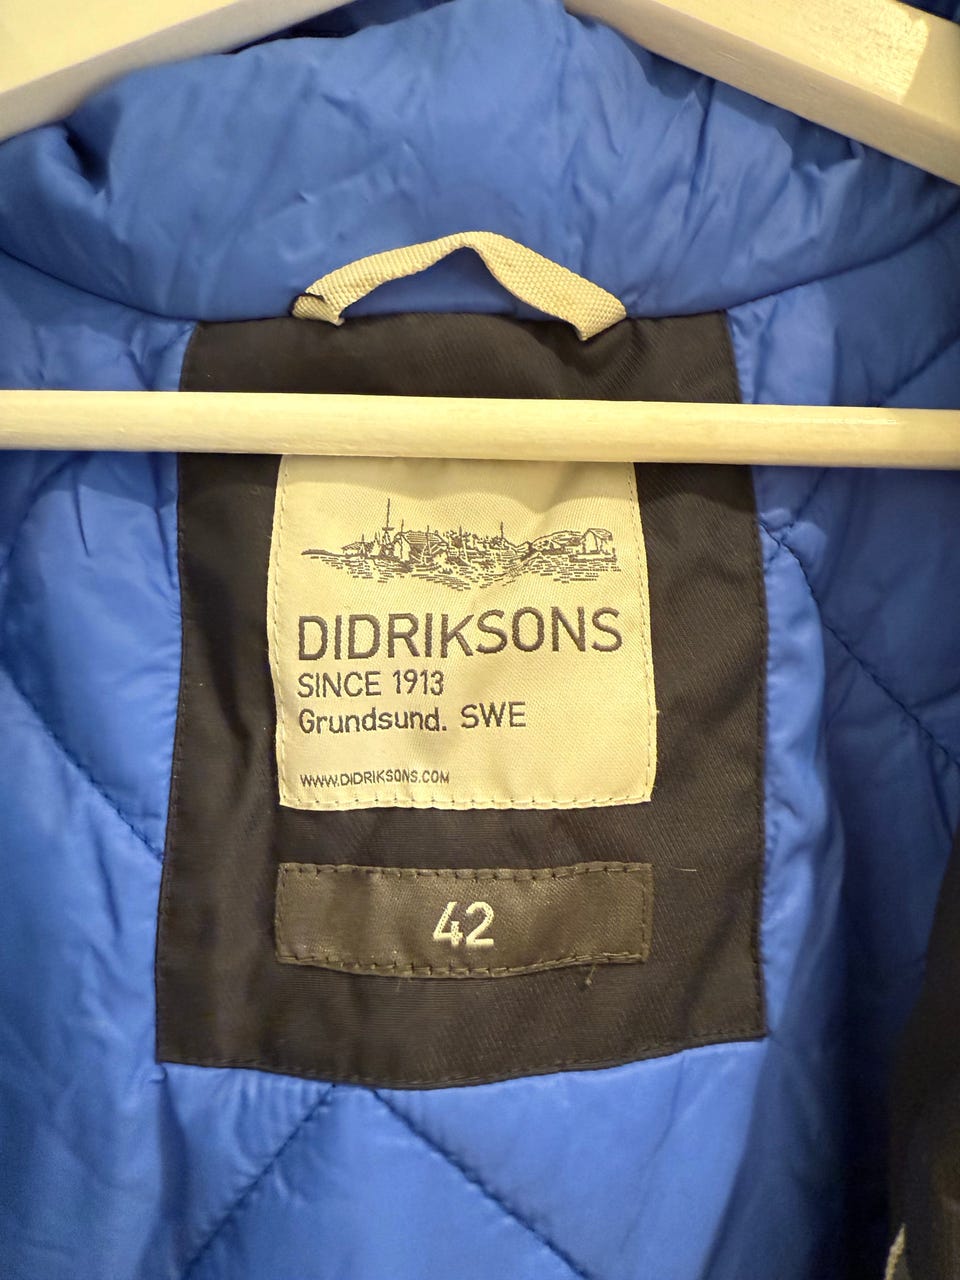 DIDRIKSONS
SINCE 1913
Grundsund. SWE
WWW.DIDRIKSONS.COM
42